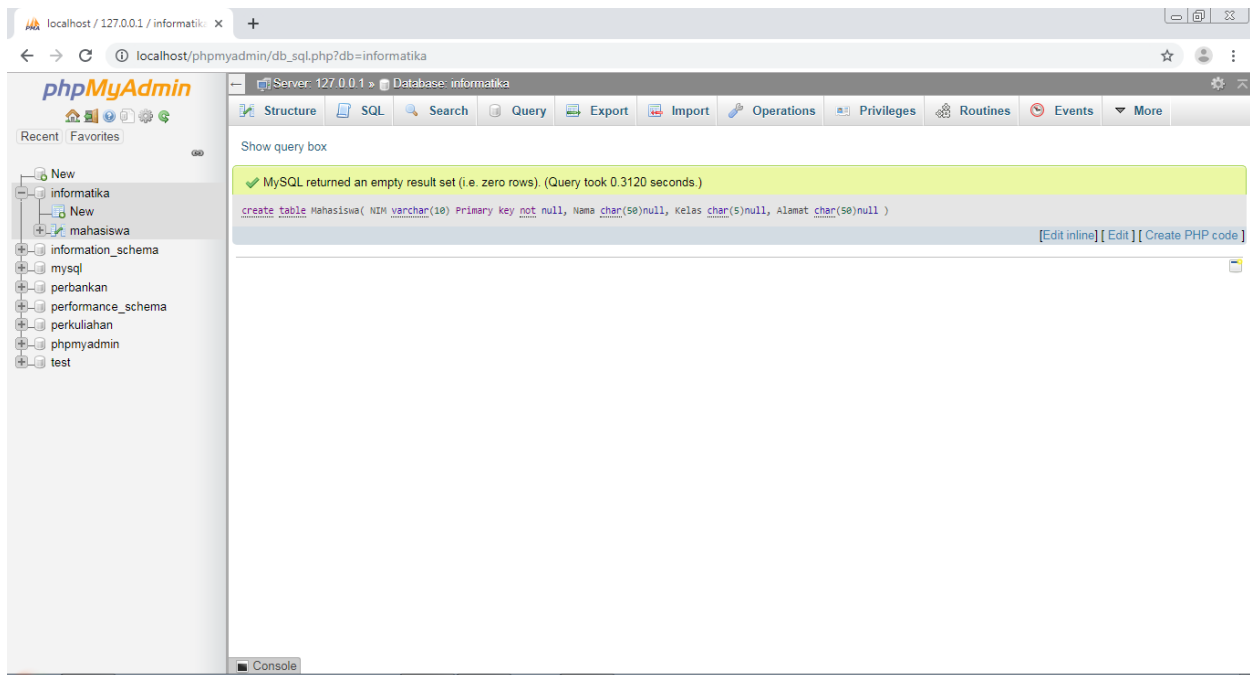 localhost / 127.0.0.1 / informatik
localhost/phpmyadmin/db_sql.php?db=informatika
phpMyAdmin
Recent Favorites
New
informatika
New
mahasiswa
information_schema
mysql
perbankan
performance_schema
perkuliahan
phpmyadmin
test
Server: 127.0.0.1 » Database: informatika
Structure SQL Search Query Export Import Operations Privileges Routines Events More
Show query box
MySQL returned an empty result set (i.e. zero rows). (Query took 0.3120 seconds.)
create table Mahasiswa( NIM varchar(10) Primary key not null, Nama char(50)null, Kelas char(5)null, Alamat char(50)null )
[Edit inline] [ Edit ] [ Create PHP code ]
Console